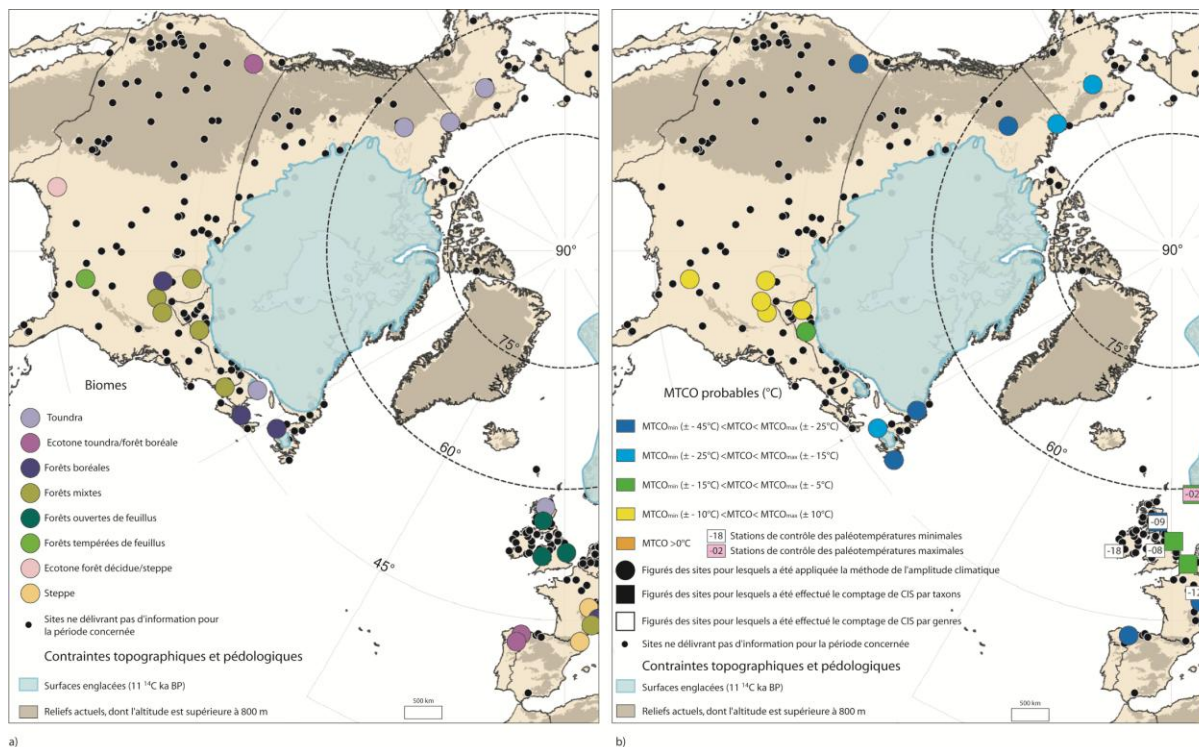 90°
75°
60°
45°
Biomes
Toundra
Ecotone toundra/forêt boréale
Forêts boréales
Forêts mixtes
Forêts ouvertes de feuillus
Forêts tempérées de feuillus
Ecotone forêt décidue/steppe
Steppe
Sites ne délivrant pas d'information pour
la période concernée
Contraintes topographiques et pédologiques
Surfaces englacées (11 ¹⁴C ka BP)
Reliefs actuels, dont l'altitude est supérieure à 800 m
500 km
a)
90°
75°
60°
MTCO probables (°C)
MTCOmin (± - 45°C) <MTCO< MTCOmax (± - 25°C)
MTCOmin (± - 25°C) <MTCO< MTCOmax (± - 15°C)
MTCOmin (± - 15°C) <MTCO< MTCOmax (± - 5°C)
MTCOmin (± - 10°C) <MTCO< MTCOmax (± 10°C)
MTCO >0°C
-18 Stations de contrôle des paléotempératures minimales
-02 Stations de contrôle des paléotempératures maximales
Figurés des sites pour lesquels a été appliquée la méthode de l'amplitude climatique
Figurés des sites pour lesquels a été effectué le comptage de CIS par taxons
Figurés des sites pour lesquels a été effectué le comptage de CIS par genres
Sites ne délivrant pas d'information pour la période concernée
Contraintes topographiques et pédologiques
Surfaces englacées (11 ¹⁴C ka BP)
Reliefs actuels, dont l'altitude est supérieure à 800 m
-02
-09
-18
-08
500 km
b)